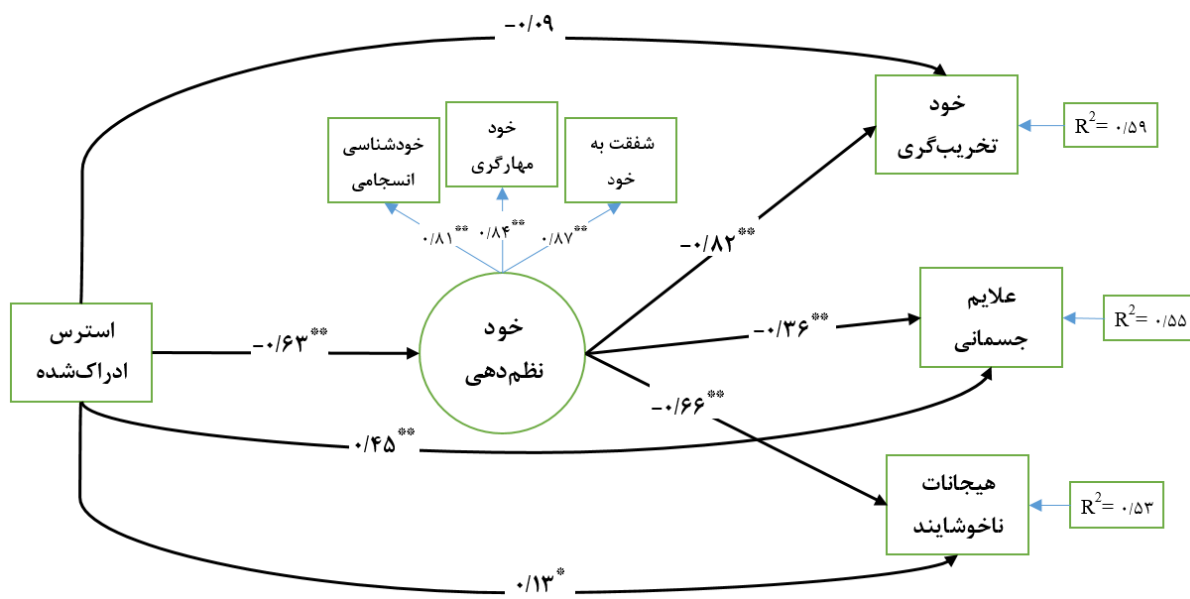 -۰/۰۹
خود
تخریب‌گری
R²= ۰/۵۹
خودشناسی
انسجامی
خود
مهارگری
شفقت به
خود
۰/۸۱**
۰/۸۴**
۰/۸۷**
-۰/۸۲**
استرس
ادراک‌شده
-۰/۶۳**
خود
نظم‌دهی
-۰/۳۶**
علایم
جسمانی
R²= ۰/۵۵
-۰/۶۶**
۰/۴۵**
هیجانات
ناخوشایند
R²= ۰/۵۳
۰/۱۳*